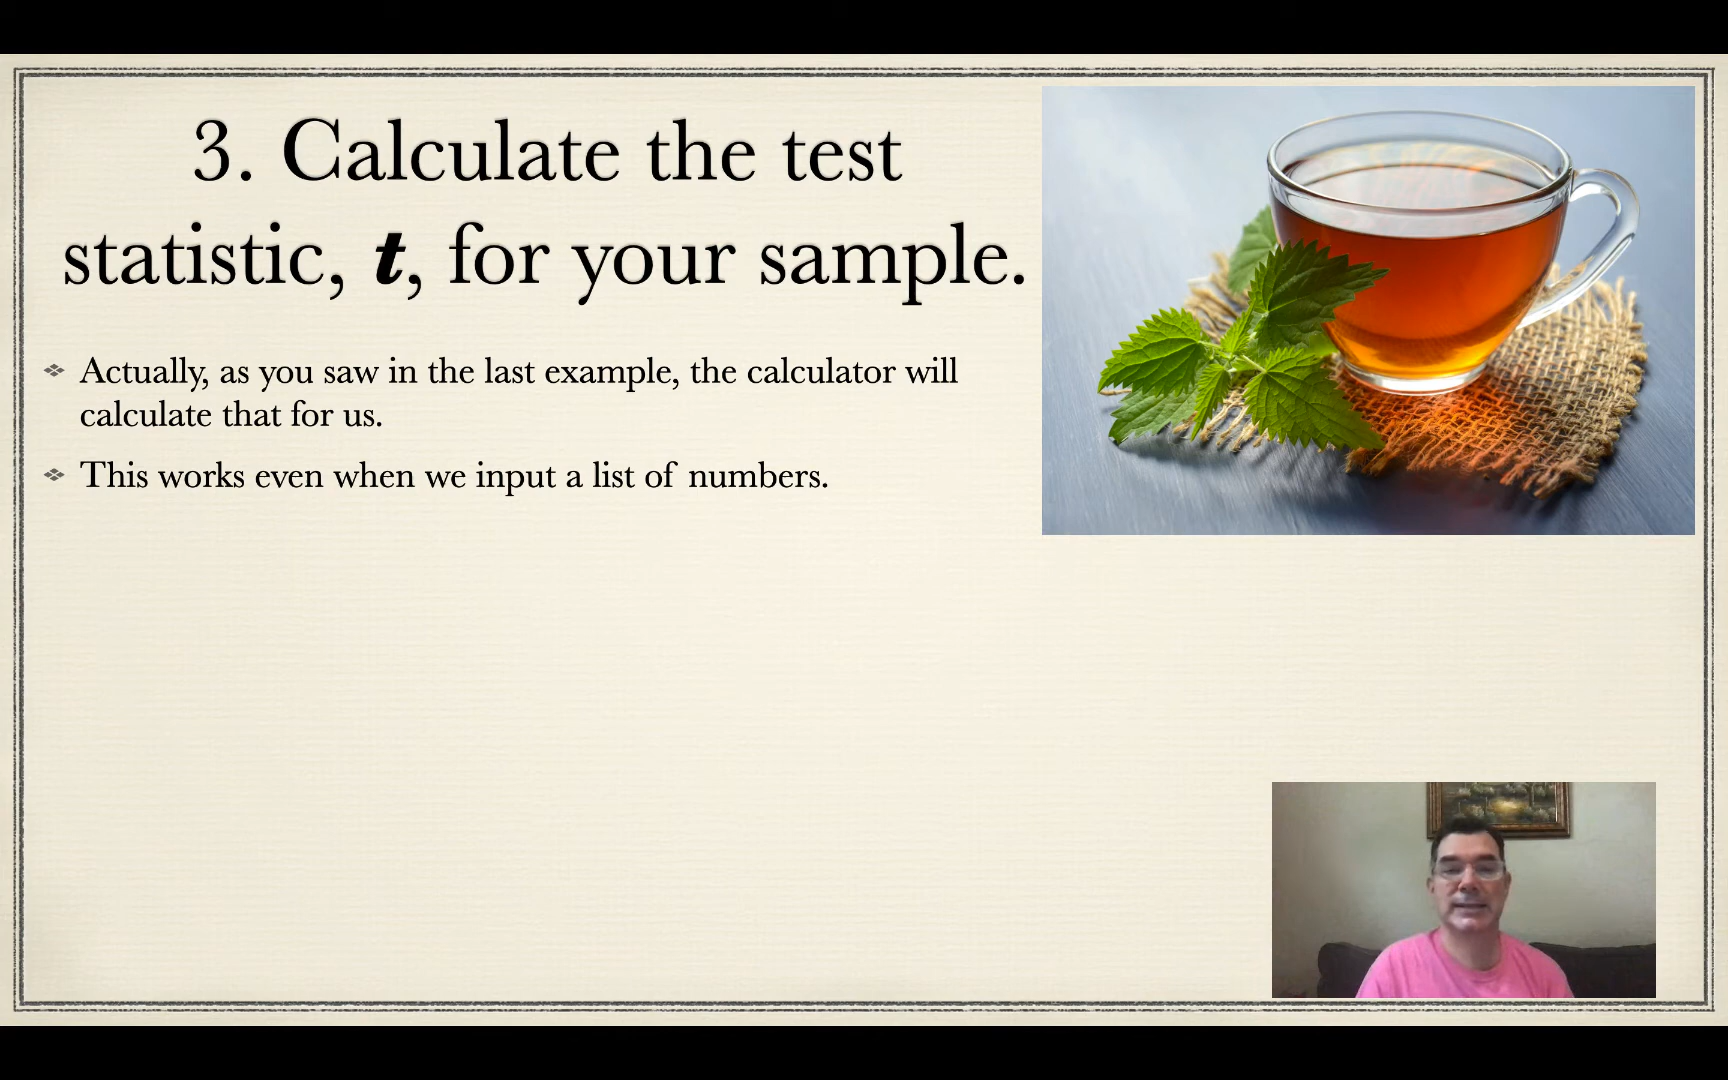 3. Calculate the test
statistic, t, for your sample.
Actually, as you saw in the last example, the calculator will
calculate that for us.
This works even when we input a list of numbers.